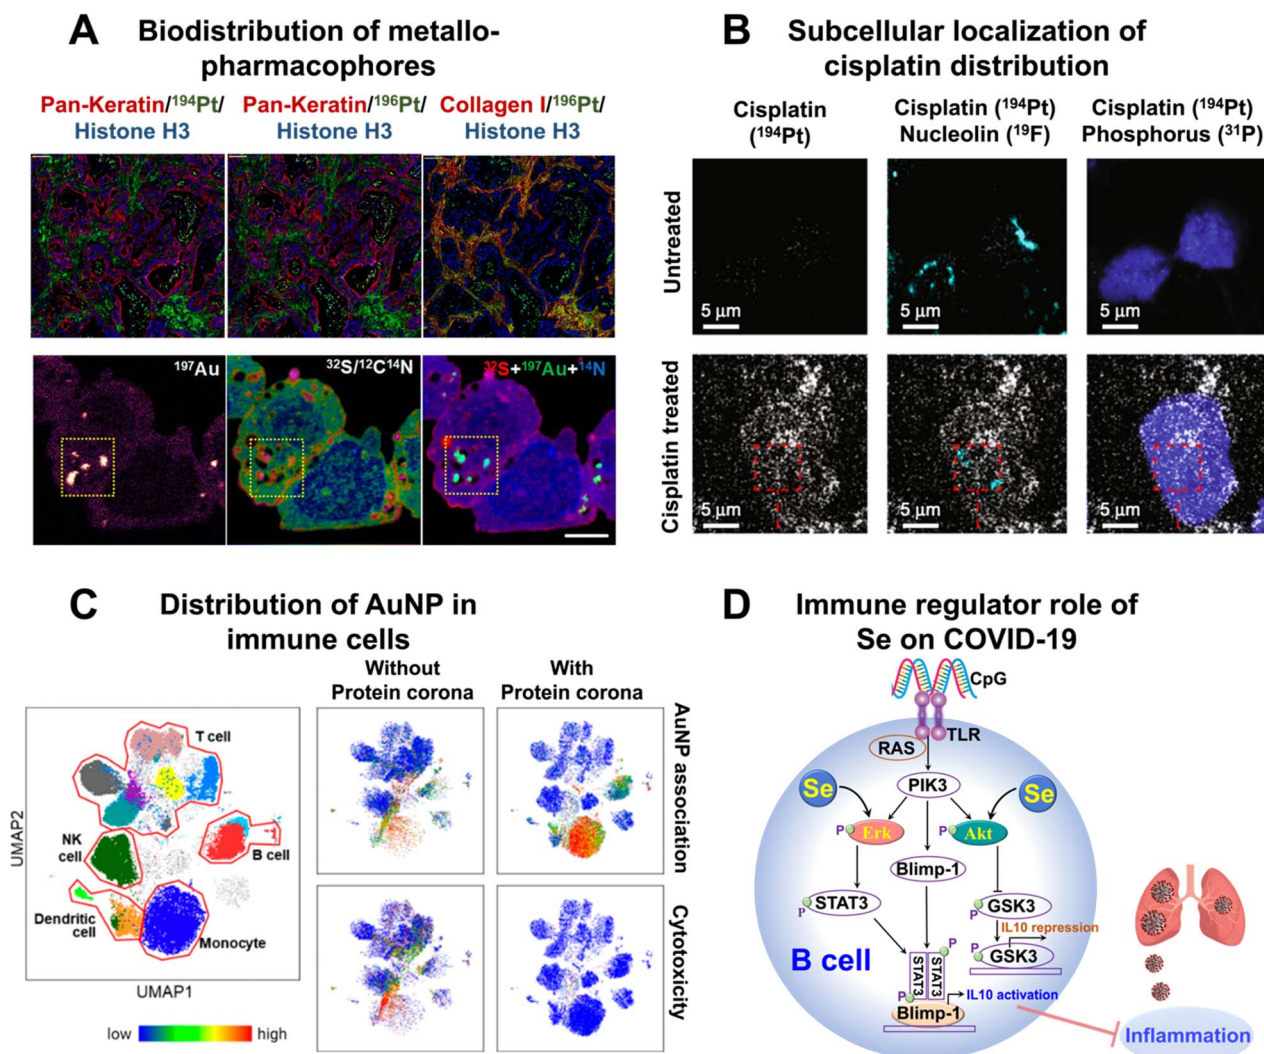 A Biodistribution of metallo-
pharmacophores
Pan-Keratin/¹⁹⁴Pt/
Histone H3
Pan-Keratin/¹⁹⁶Pt/
Histone H3
Collagen I/¹⁹⁶Pt/
Histone H3
¹⁹⁷Au
³²S/¹²C¹⁴N
³²S+¹⁹⁷Au+¹⁴N
B Subcellular localization of
cisplatin distribution
Cisplatin
(¹⁹⁴Pt)
Cisplatin (¹⁹⁴Pt)
Nucleolin (¹⁹F)
Cisplatin (¹⁹⁴Pt)
Phosphorus (³¹P)
Untreated
5 µm
5 µm
5 µm
Cisplatin treated
5 µm
5 µm
5 µm
C Distribution of AuNP in
immune cells
Without
Protein corona
With
Protein corona
AuNP association
Cytotoxicity
T cell
NK
cell
B cell
Dendritic
cell
Monocyte
UMAP2
UMAP1
low
high
D Immune regulator role of
Se on COVID-19
CpG
TLR
RAS
PIK3
Se
Se
P
Erk
P
Akt
Blimp-1
P
STAT3
P
GSK3
IL10 repression
P
GSK3
P
STAT3
STAT3
P
Blimp-1
IL10 activation
B cell
Inflammation